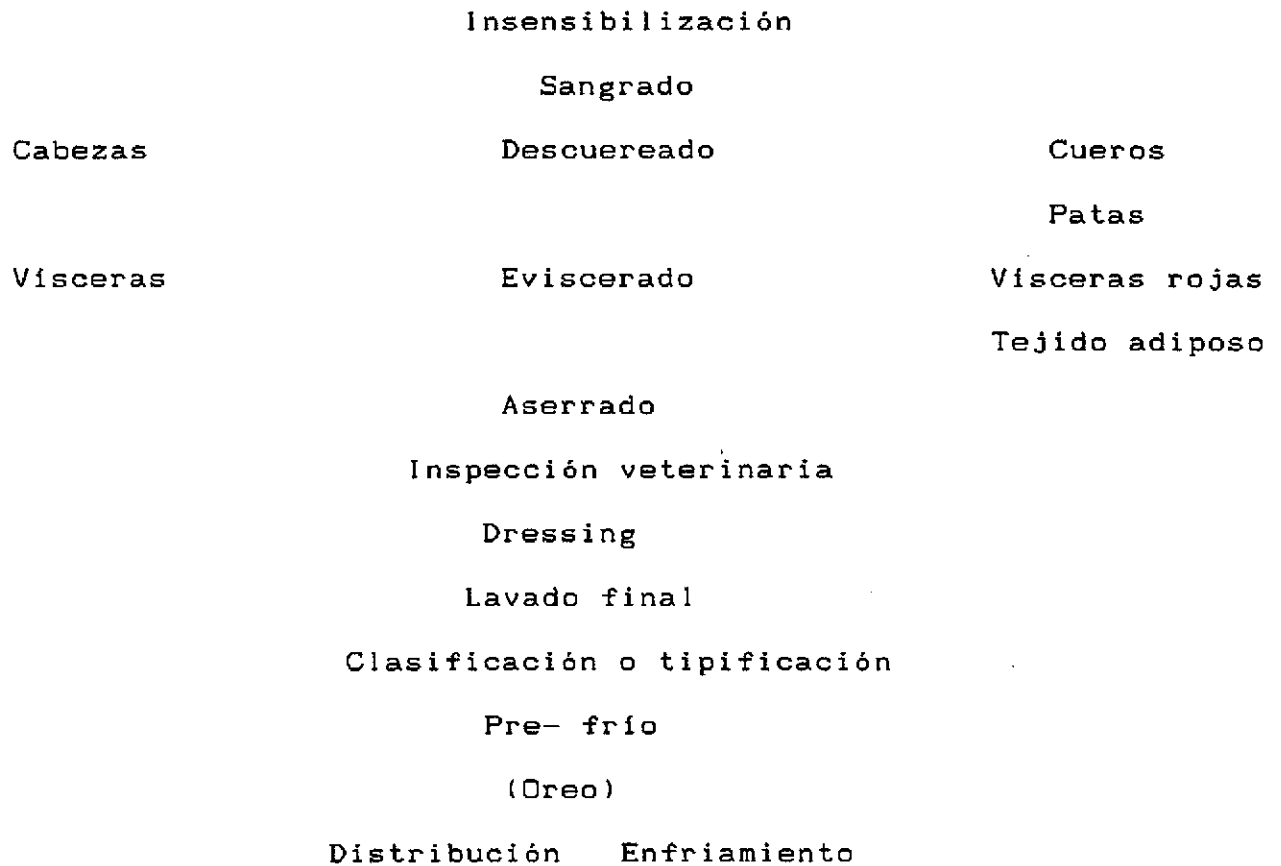 Insensibilización
Sangrado
Cabezas Descuereado Cueros
Patas
Vísceras Eviscerado Vísceras rojas
Tejido adiposo
Aserrado
Inspección veterinaria
Dressing
Lavado final
Clasificación o tipificación
Pre- frío
(Oreo)
Distribución Enfriamiento